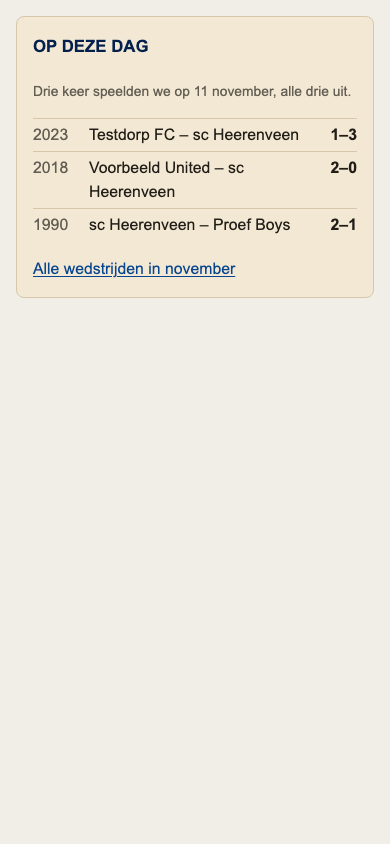 OP DEZE DAG
Drie keer speelden we op 11 november, alle drie uit.
2023 Testdorp FC – sc Heerenveen 1–3
2018 Voorbeeld United – sc 2–0
Heerenveen
1990 sc Heerenveen – Proef Boys 2–1
Alle wedstrijden in november